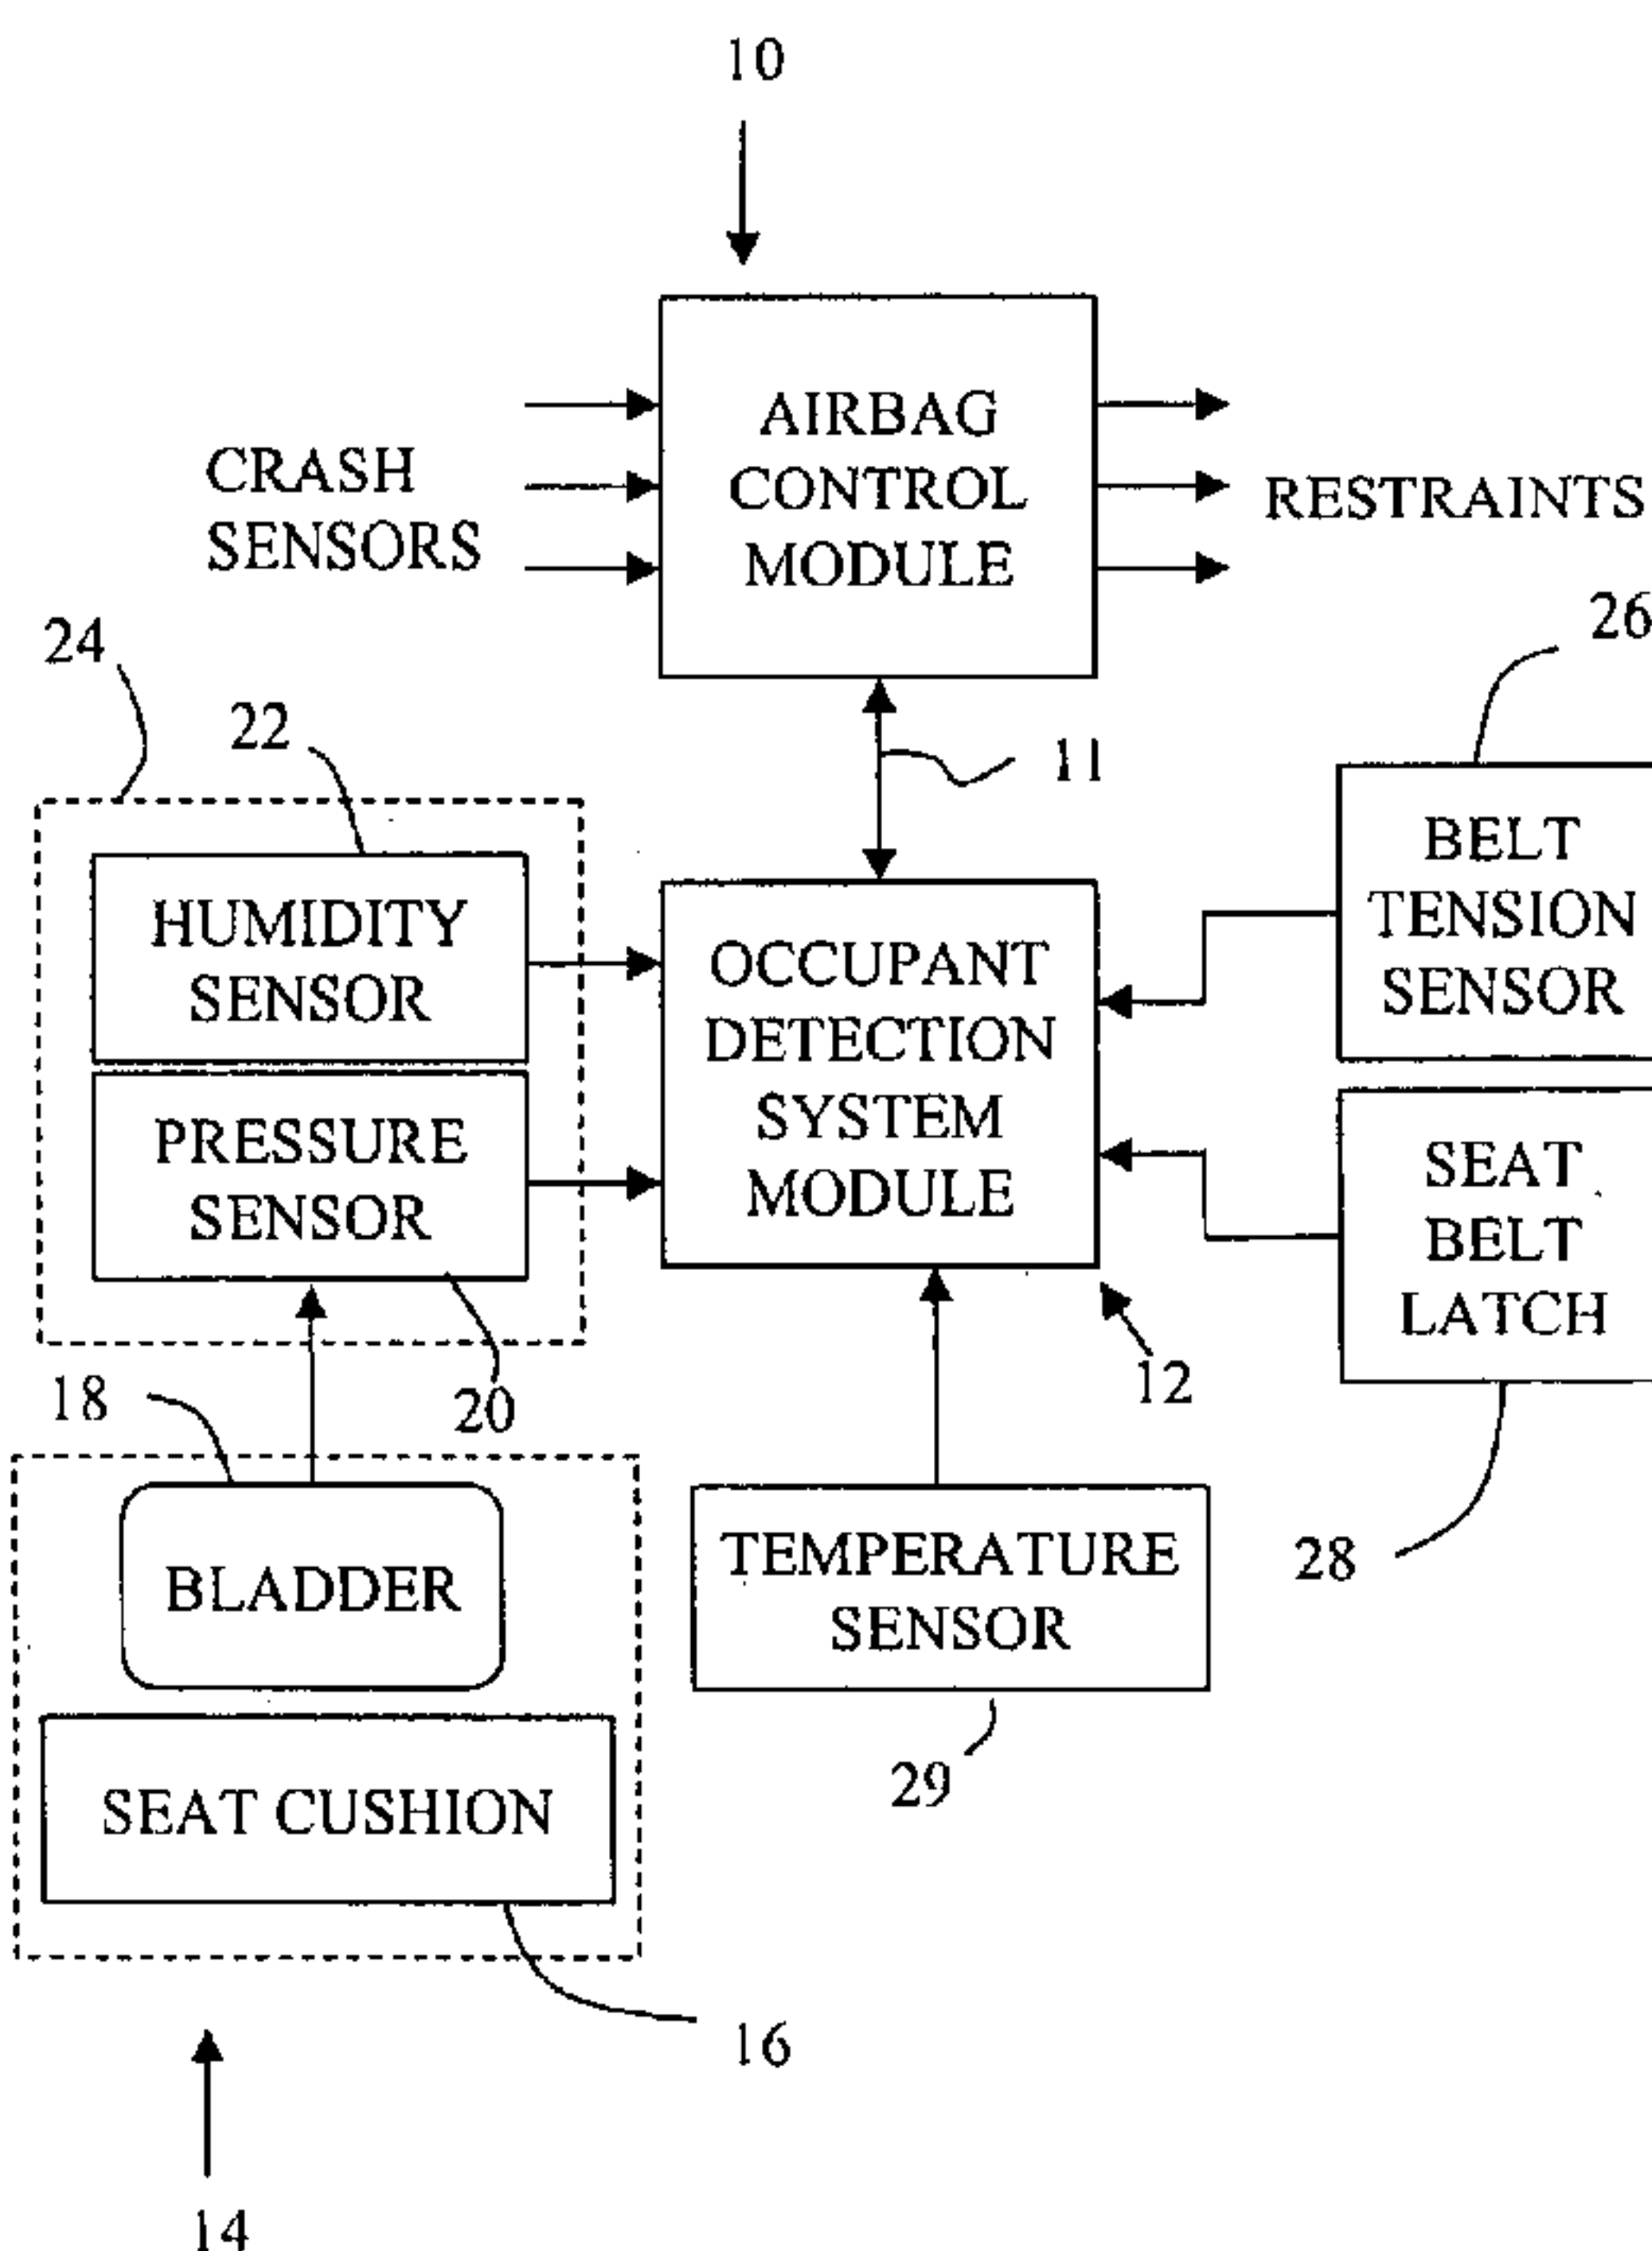 10
AIRBAG
CONTROL
MODULE
CRASH
SENSORS
RESTRAINTS
24
22
11
26
HUMIDITY
SENSOR
PRESSURE
SENSOR
OCCUPANT
DETECTION
SYSTEM
MODULE
BELT
TENSION
SENSOR
SEAT
BELT
LATCH
18
20
12
28
BLADDER
TEMPERATURE
SENSOR
29
SEAT CUSHION
16
14